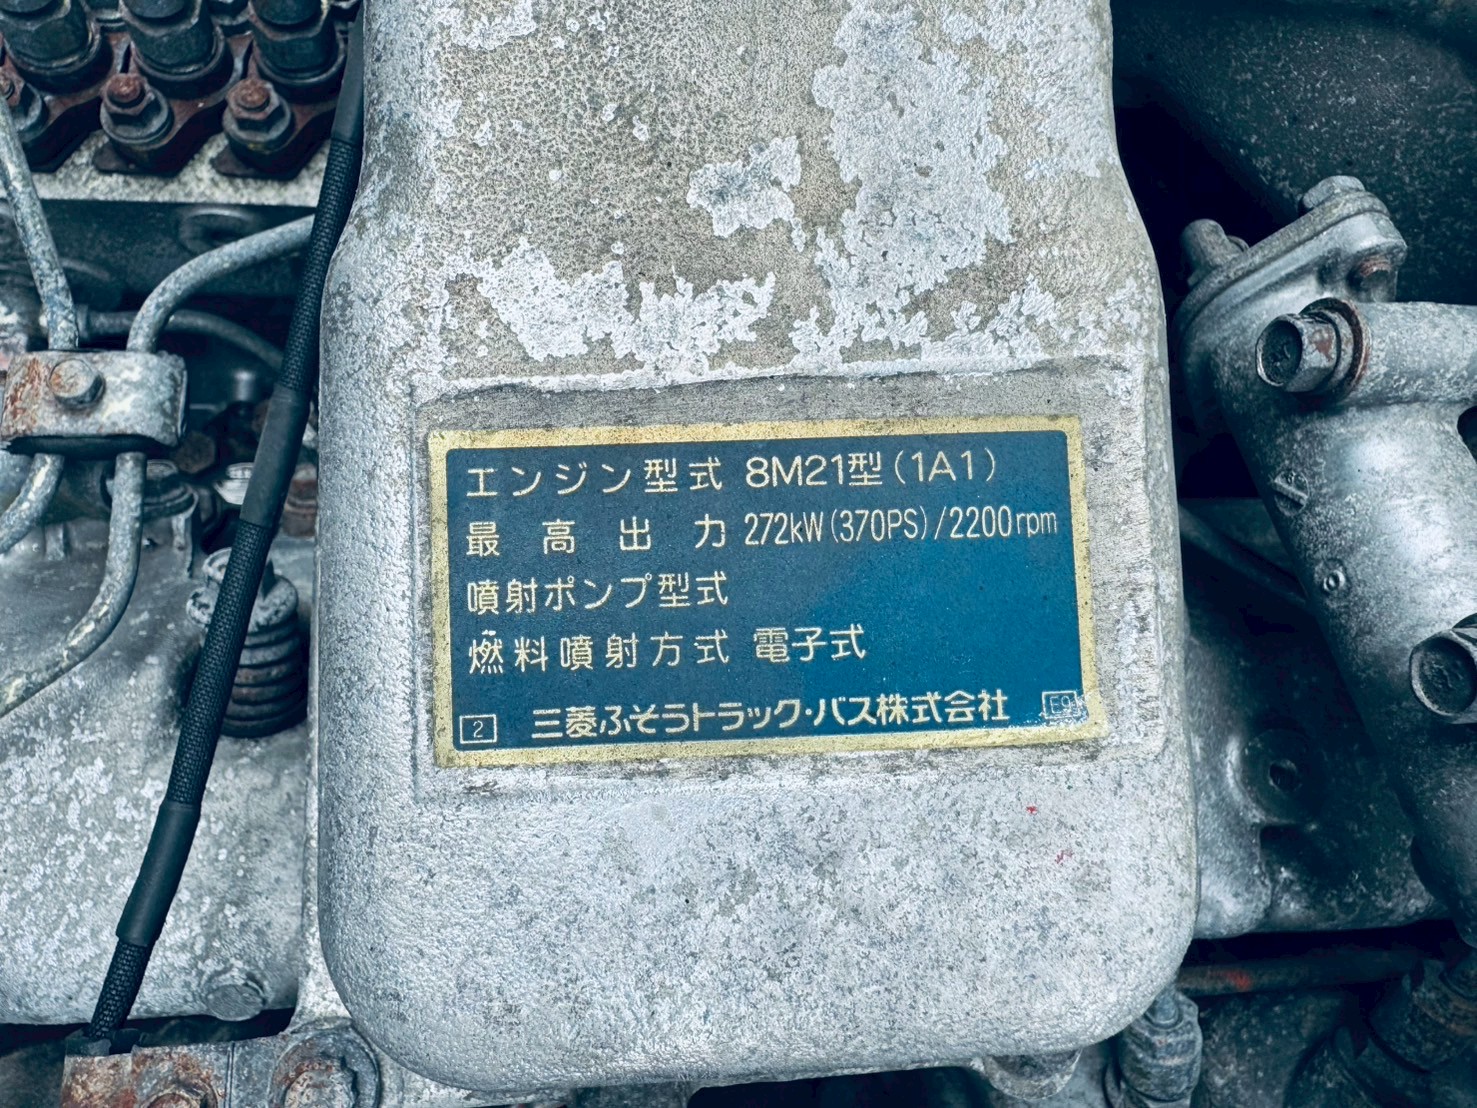 エンジン型式 8M21型(1A1)
最高出力 272kW(370PS)/2200rpm
噴射ポンプ型式
燃料噴射方式 電子式
2 三菱ふそうトラック・バス株式会社 E9